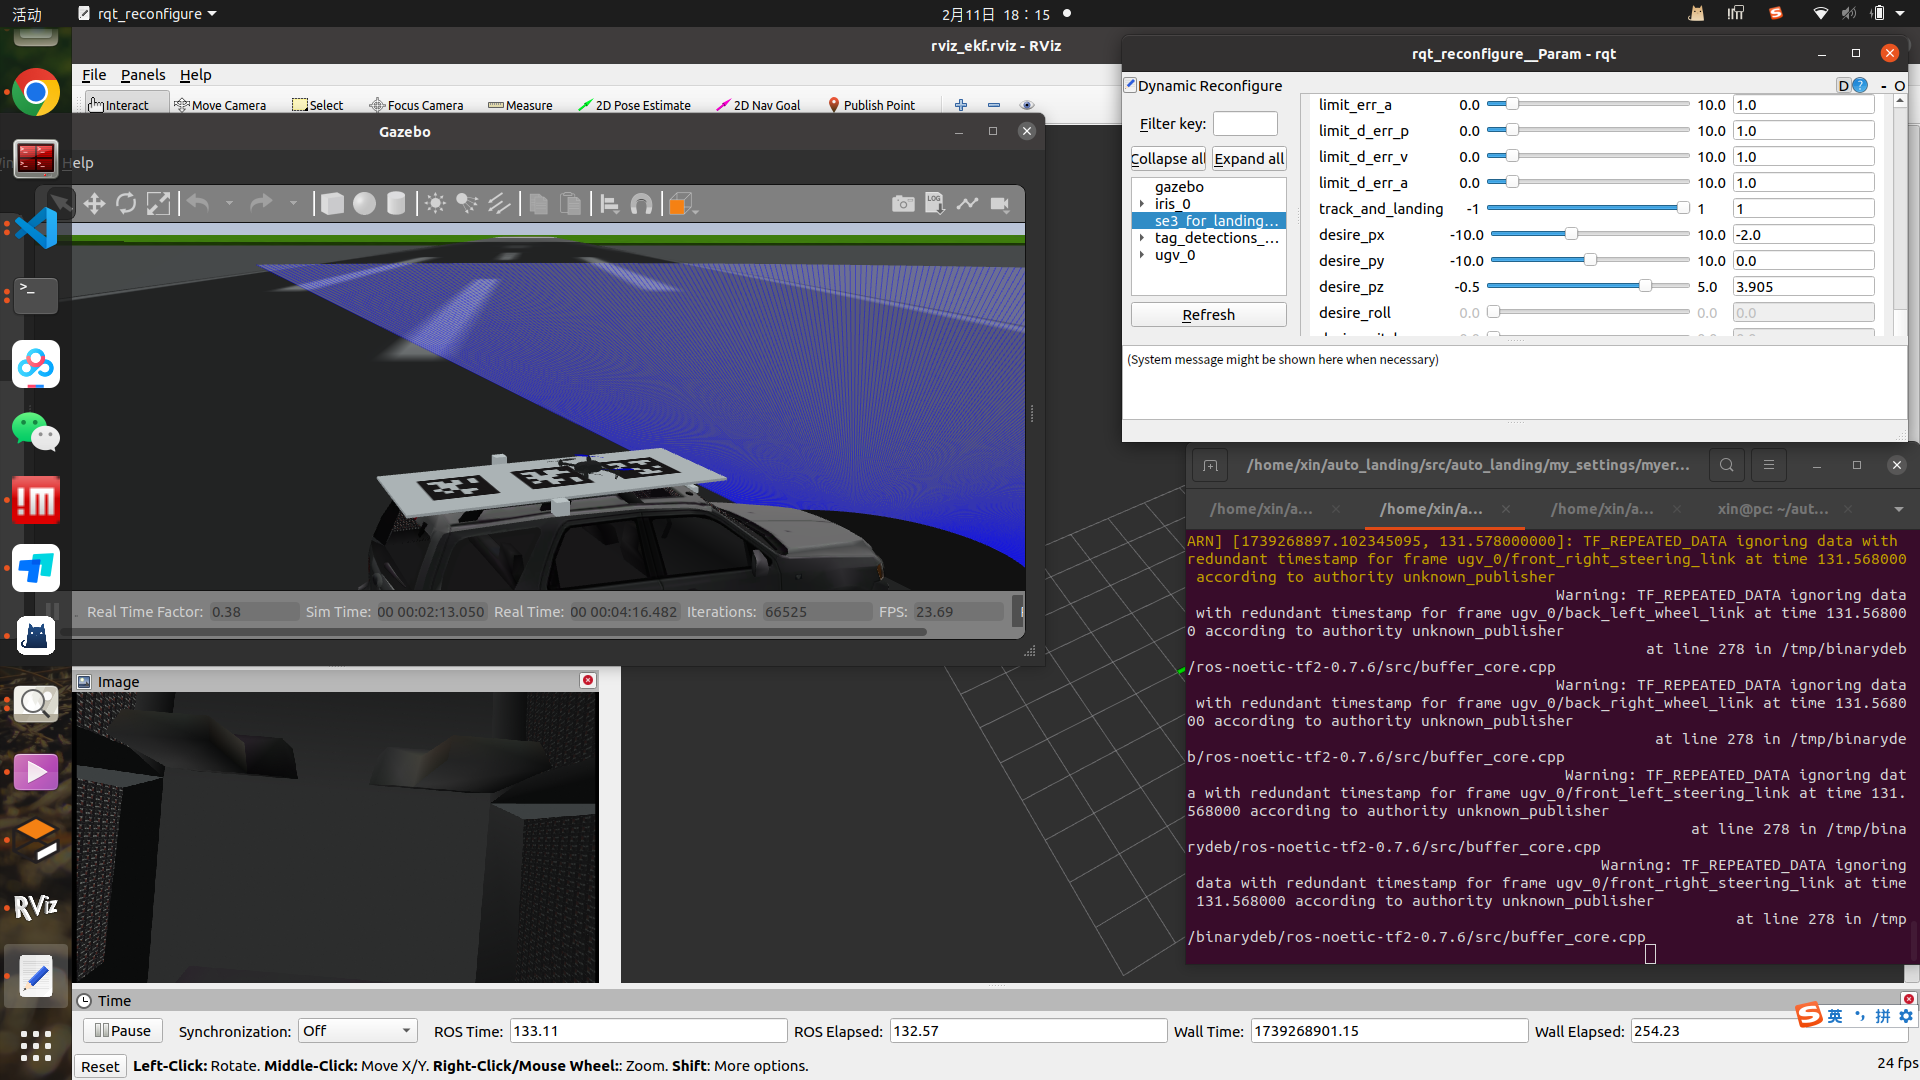 活动
rqt_reconfigure
2月11日 18：15
rviz_ekf.rviz - RViz
File Panels Help
Interact Move Camera Select Focus Camera Measure 2D Pose Estimate 2D Nav Goal Publish Point
Gazebo
Help
Real Time Factor: 0.38 Sim Time: 00 00:02:13.050 Real Time: 00 00:04:16.482 Iterations: 66525 FPS: 23.69
Image
rqt_reconfigure__Param - rqt
Dynamic Reconfigure
D ? - O
Filter key:
Collapse all Expand all
gazebo
iris_0
se3_for_landing...
tag_detections_...
ugv_0
Refresh
limit_err_a 0.0 10.0 1.0
limit_d_err_p 0.0 10.0 1.0
limit_d_err_v 0.0 10.0 1.0
limit_d_err_a 0.0 10.0 1.0
track_and_landing -1 1 1
desire_px -10.0 10.0 -2.0
desire_py -10.0 10.0 0.0
desire_pz -0.5 5.0 3.905
desire_roll 0.0 0.0 0.0
(System message might be shown here when necessary)
/home/xin/auto_landing/src/auto_landing/my_settings/myer...
/home/xin/a... /home/xin/a... /home/xin/a... xin@pc: ~/aut...
ARN] [1739268897.102345095, 131.578000000]: TF_REPEATED_DATA ignoring data with
redundant timestamp for frame ugv_0/front_right_steering_link at time 131.568000
according to authority unknown_publisher
Warning: TF_REPEATED_DATA ignoring data
with redundant timestamp for frame ugv_0/back_left_wheel_link at time 131.56800
0 according to authority unknown_publisher
at line 278 in /tmp/binarydeb
/ros-noetic-tf2-0.7.6/src/buffer_core.cpp
Warning: TF_REPEATED_DATA ignoring data
with redundant timestamp for frame ugv_0/back_right_wheel_link at time 131.5680
00 according to authority unknown_publisher
at line 278 in /tmp/binaryde
b/ros-noetic-tf2-0.7.6/src/buffer_core.cpp
Warning: TF_REPEATED_DATA ignoring dat
a with redundant timestamp for frame ugv_0/front_left_steering_link at time 131.
568000 according to authority unknown_publisher
at line 278 in /tmp/bina
rydeb/ros-noetic-tf2-0.7.6/src/buffer_core.cpp
Warning: TF_REPEATED_DATA ignoring
data with redundant timestamp for frame ugv_0/front_right_steering_link at time
131.568000 according to authority unknown_publisher
at line 278 in /tmp
/binarydeb/ros-noetic-tf2-0.7.6/src/buffer_core.cpp
RViz
Time
Pause Synchronization: Off ROS Time: 133.11 ROS Elapsed: 132.57 Wall Time: 1739268901.15 Wall Elapsed: 254.23
英 拼
Reset Left-Click: Rotate. Middle-Click: Move X/Y. Right-Click/Mouse Wheel:: Zoom. Shift: More options. 24 fps